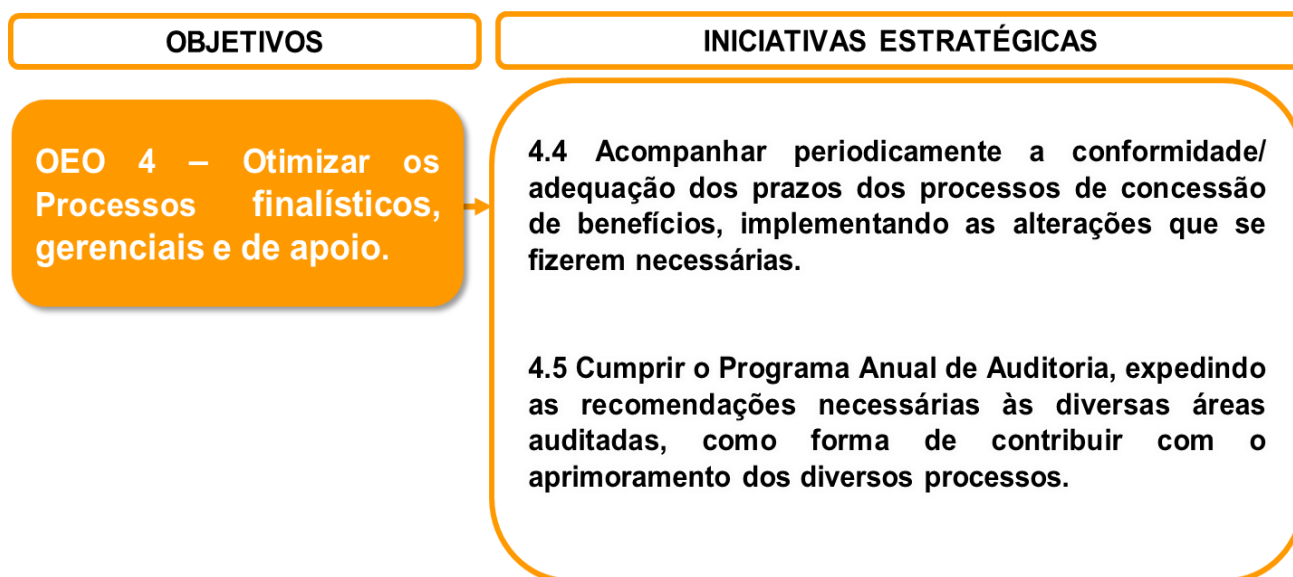 OBJETIVOS
INICIATIVAS ESTRATÉGICAS
OEO 4 – Otimizar os
Processos finalísticos,
gerenciais e de apoio.
4.4 Acompanhar periodicamente a conformidade/
adequação dos prazos dos processos de concessão
de benefícios, implementando as alterações que se
fizerem necessárias.
4.5 Cumprir o Programa Anual de Auditoria, expedindo
as recomendações necessárias às diversas áreas
auditadas, como forma de contribuir com o
aprimoramento dos diversos processos.